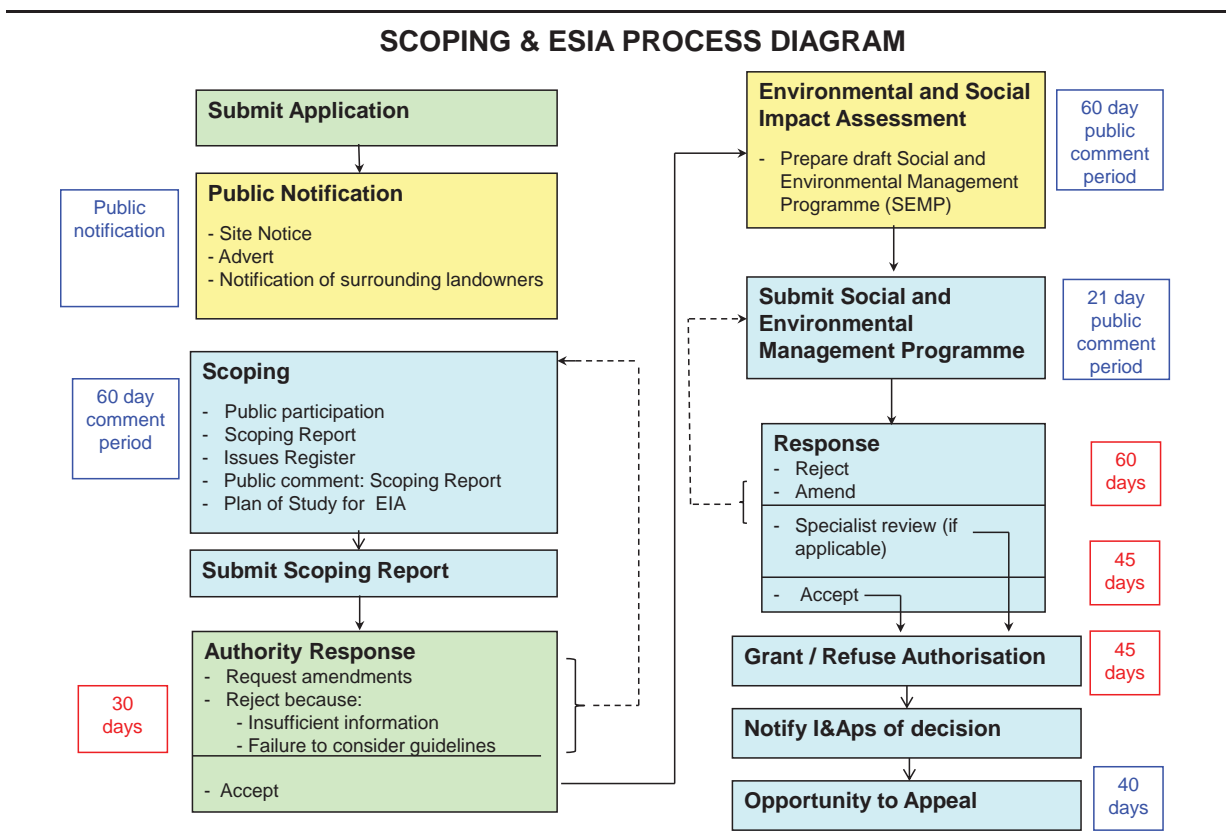 SCOPING & ESIA PROCESS DIAGRAM
Submit Application
Public
notification
Public Notification
- Site Notice
- Advert
- Notification of surrounding landowners
60 day
comment
period
Scoping
- Public participation
- Scoping Report
- Issues Register
- Public comment: Scoping Report
- Plan of Study for EIA
Submit Scoping Report
30
days
Authority Response
- Request amendments
- Reject because:
- Insufficient information
- Failure to consider guidelines
- Accept
Environmental and Social
Impact Assessment
- Prepare draft Social and
Environmental Management
Programme (SEMP)
60 day
public
comment
period
Submit Social and
Environmental
Management Programme
21 day
public
comment
period
Response
- Reject
- Amend
- Specialist review (if
applicable)
- Accept
60
days
45
days
Grant / Refuse Authorisation
45
days
Notify I&Aps of decision
Opportunity to Appeal
40
days